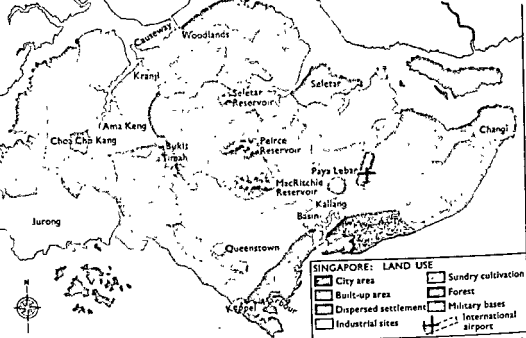 Causeway
Woodlands
Kranji
Seletar
Seletar
Reservoir
Changi
Ama Keng
Choa Chu Kang
Bukit
Timah
Peirce
Reservoir
Paya Lebar
MacRitchie
Reservoir
Kallang
Basin
Jurong
Queenstown
Keppel Harbour
N
SINGAPORE: LAND USE
City area
Built-up area
Dispersed settlement
Industrial sites
Sundry cultivation
Forest
Military bases
International
airport